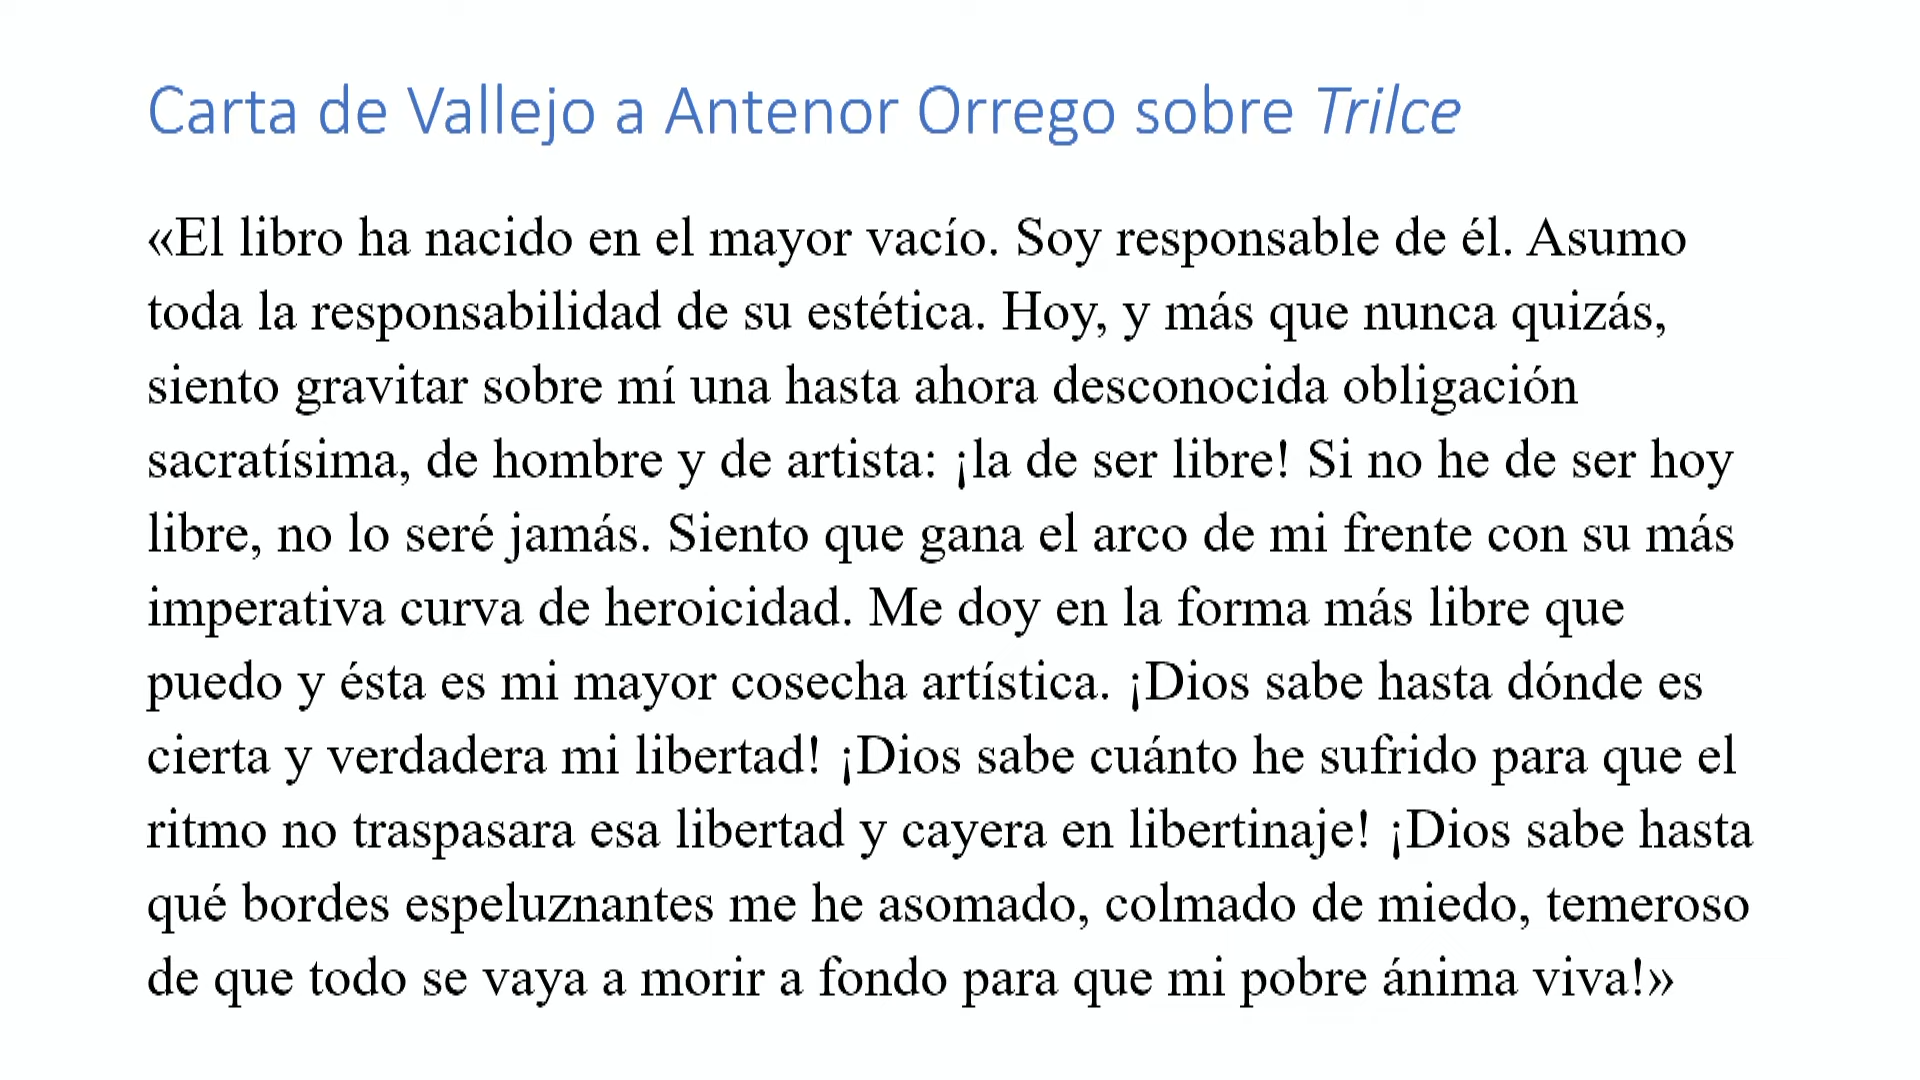 Carta de Vallejo a Antenor Orrego sobre Trilce
«El libro ha nacido en el mayor vacío. Soy responsable de él. Asumo
toda la responsabilidad de su estética. Hoy, y más que nunca quizás,
siento gravitar sobre mí una hasta ahora desconocida obligación
sacratísima, de hombre y de artista: ¡la de ser libre! Si no he de ser hoy
libre, no lo seré jamás. Siento que gana el arco de mi frente con su más
imperativa curva de heroicidad. Me doy en la forma más libre que
puedo y ésta es mi mayor cosecha artística. ¡Dios sabe hasta dónde es
cierta y verdadera mi libertad! ¡Dios sabe cuánto he sufrido para que el
ritmo no traspasara esa libertad y cayera en libertinaje! ¡Dios sabe hasta
qué bordes espeluznantes me he asomado, colmado de miedo, temeroso
de que todo se vaya a morir a fondo para que mi pobre ánima viva!»